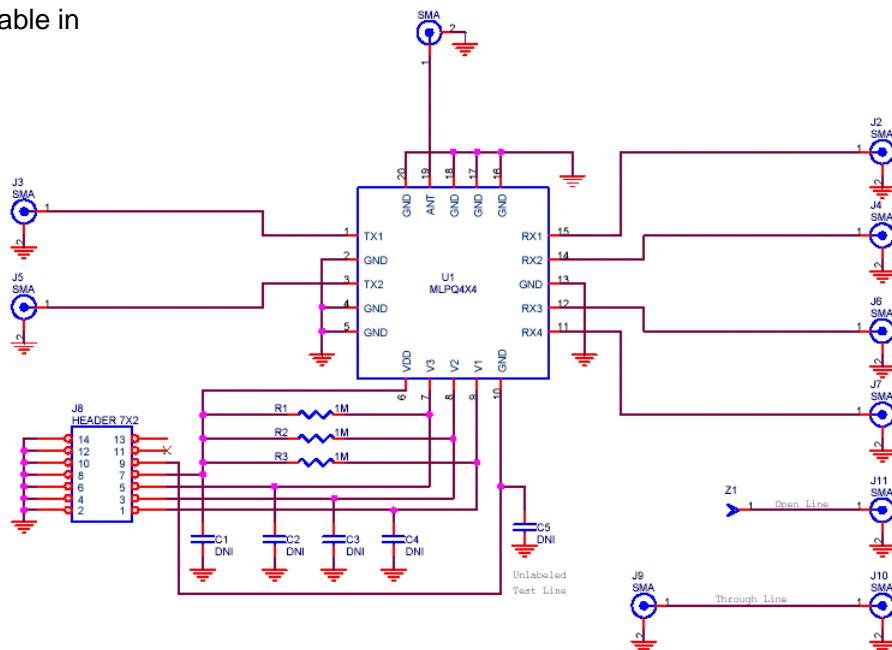 able in
SMA
2
1
20
19
18
17
16
GND
ANT
GND
GND
GND
J3
SMA
1
2
J5
SMA
1
2
1 TX1
2 GND
3 TX2
4 GND
5 GND
U1
MLPQ4X4
RX1 15
RX2 14
GND 13
RX3 12
RX4 11
VDD
V3
V2
V1
GND
6
7
8
9
10
J2
SMA
1
2
J4
SMA
1
2
J6
SMA
1
2
J7
SMA
1
2
R1 1M
R2 1M
R3 1M
J8
HEADER 7X2
14 13
12 11
10 9
8 7
6 5
4 3
2 1
C1
DNI
C2
DNI
C3
DNI
C4
DNI
C5
DNI
Unlabeled
Test Line
Z1
1
Open Line
J11
SMA
1
2
J9
SMA
1
2
Through Line
J10
SMA
1
2